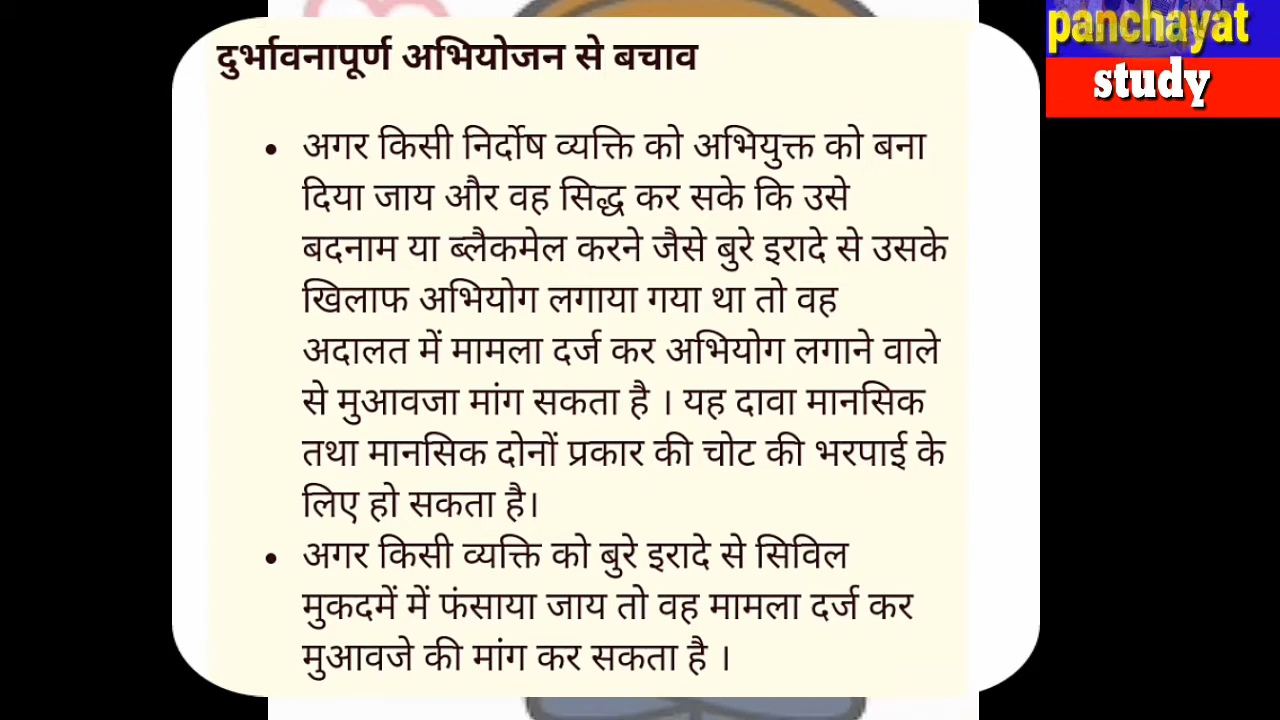 दुर्भावनापूर्ण अभियोजन से बचाव
panchayat
study
• अगर किसी निर्दोष व्यक्ति को अभियुक्त को बना
दिया जाय और वह सिद्ध कर सके कि उसे
बदनाम या ब्लैकमेल करने जैसे बुरे इरादे से उसके
खिलाफ अभियोग लगाया गया था तो वह
अदालत में मामला दर्ज कर अभियोग लगाने वाले
से मुआवजा मांग सकता है । यह दावा मानसिक
तथा मानसिक दोनों प्रकार की चोट की भरपाई के
लिए हो सकता है।
• अगर किसी व्यक्ति को बुरे इरादे से सिविल
मुकदमें में फंसाया जाय तो वह मामला दर्ज कर
मुआवजे की मांग कर सकता है ।